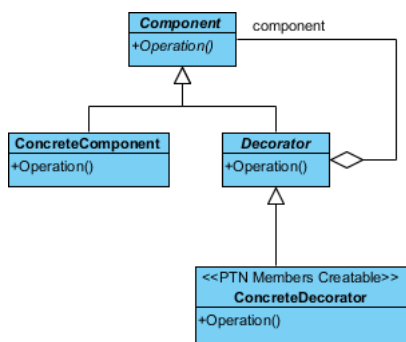 Component
+Operation()
component
ConcreteComponent
+Operation()
Decorator
+Operation()
<<PTN Members Creatable>>
ConcreteDecorator
+Operation()